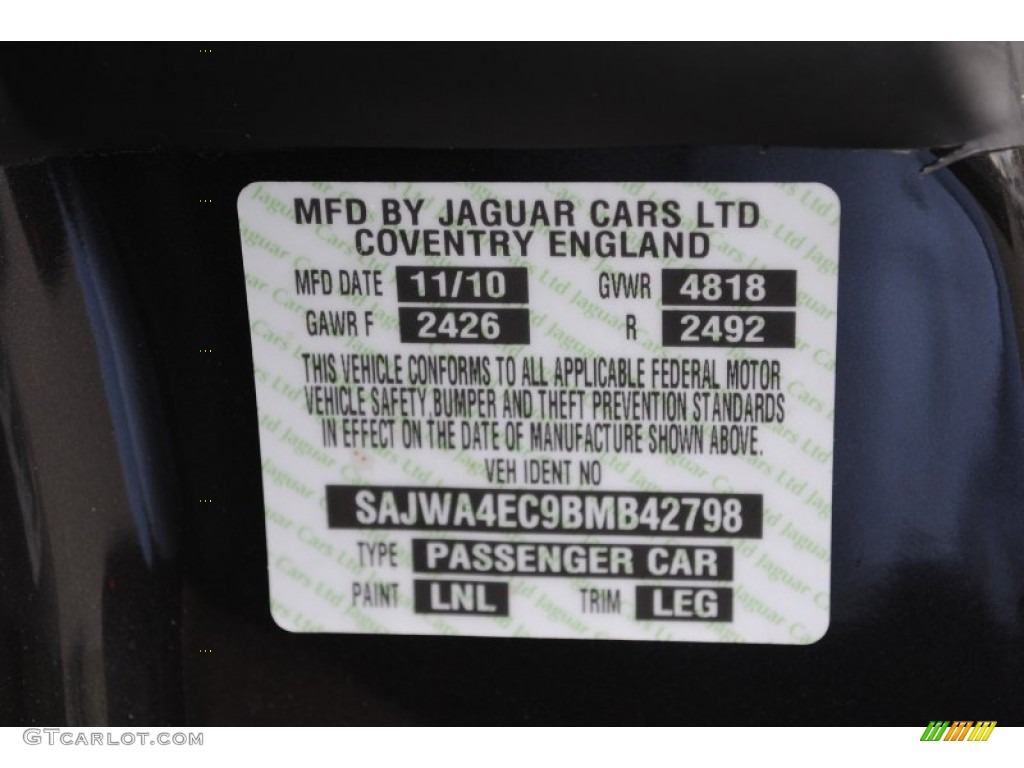 MFD BY JAGUAR CARS LTD
COVENTRY ENGLAND
MFD DATE 11/10 GVWR 4818
GAWR F 2426 R 2492
THIS VEHICLE CONFORMS TO ALL APPLICABLE FEDERAL MOTOR
VEHICLE SAFETY, BUMPER AND THEFT PREVENTION STANDARDS
IN EFFECT ON THE DATE OF MANUFACTURE SHOWN ABOVE.
VEH IDENT NO
SAJWA4EC9BMB42798
TYPE PASSENGER CAR
PAINT LNL TRIM LEG
GTCARLOT.COM